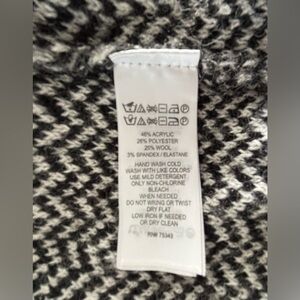 46% ACRYLIC
26% POLYESTER
25% WOOL
3% SPANDEX / ELASTANE
HAND WASH COLD
WASH WITH LIKE COLORS
USE MILD DETERGENT.
ONLY NON-CHLORINE
BLEACH
WHEN NEEDED
DO NOT WRING OR TWIST
DRY FLAT
LOW IRON IF NEEDED
OR DRY CLEAN
RN# 75343